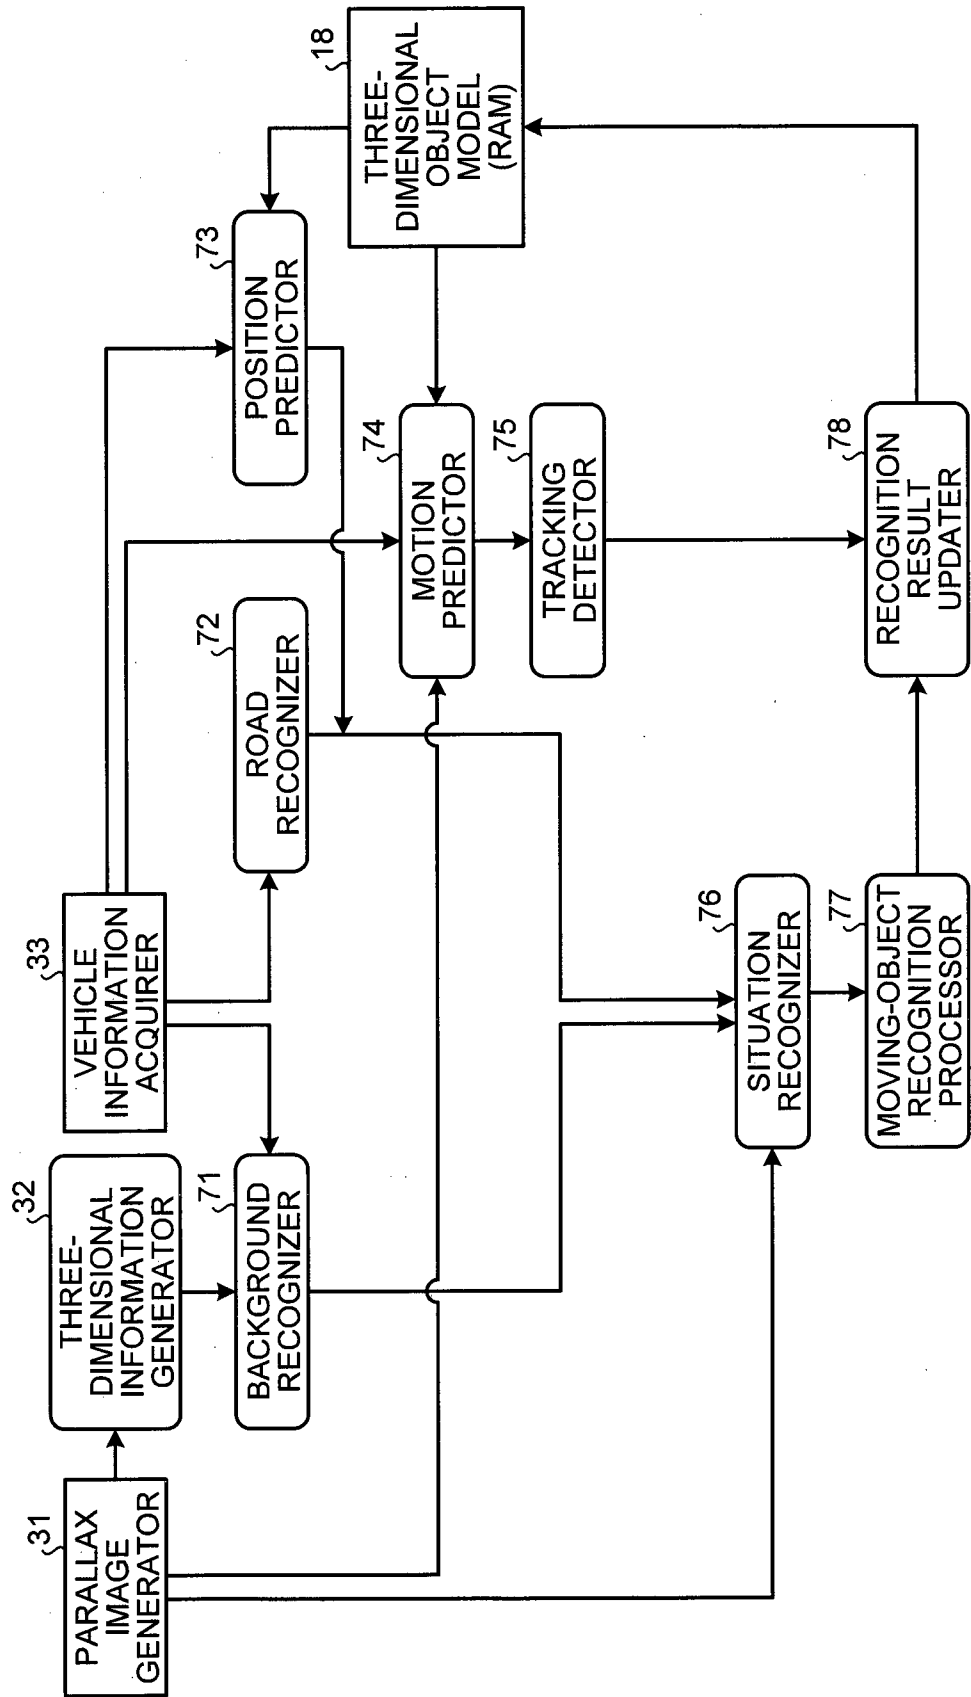 31
PARALLAX
IMAGE
GENERATOR
32
THREE-
DIMENSIONAL
INFORMATION
GENERATOR
33
VEHICLE
INFORMATION
ACQUIRER
71
BACKGROUND
RECOGNIZER
72
ROAD
RECOGNIZER
73
POSITION
PREDICTOR
18
THREE-
DIMENSIONAL
OBJECT
MODEL
(RAM)
74
MOTION
PREDICTOR
75
TRACKING
DETECTOR
76
SITUATION
RECOGNIZER
77
MOVING-OBJECT
RECOGNITION
PROCESSOR
78
RECOGNITION
RESULT
UPDATER